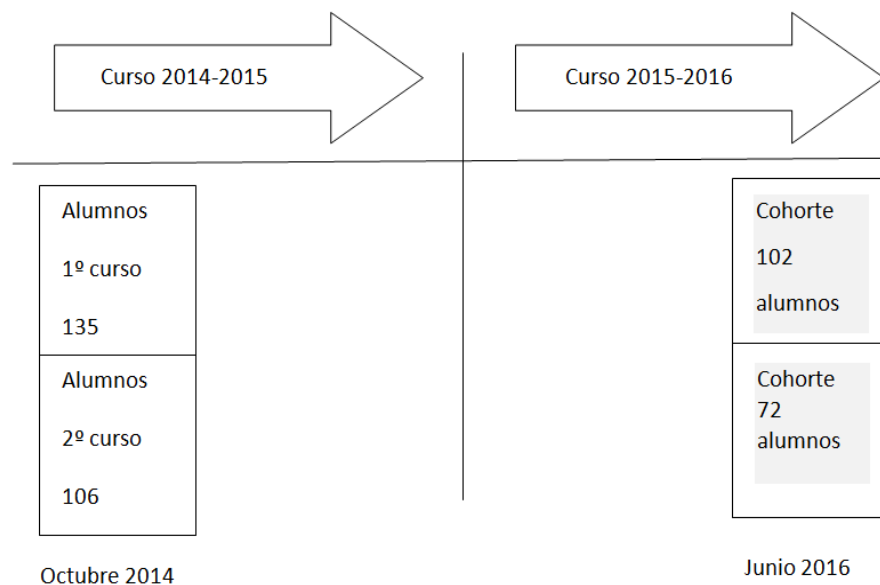 Curso 2014-2015
Curso 2015-2016
Alumnos
1º curso
135
Alumnos
2º curso
106
Octubre 2014
Cohorte
102
alumnos
Cohorte
72
alumnos
Junio 2016